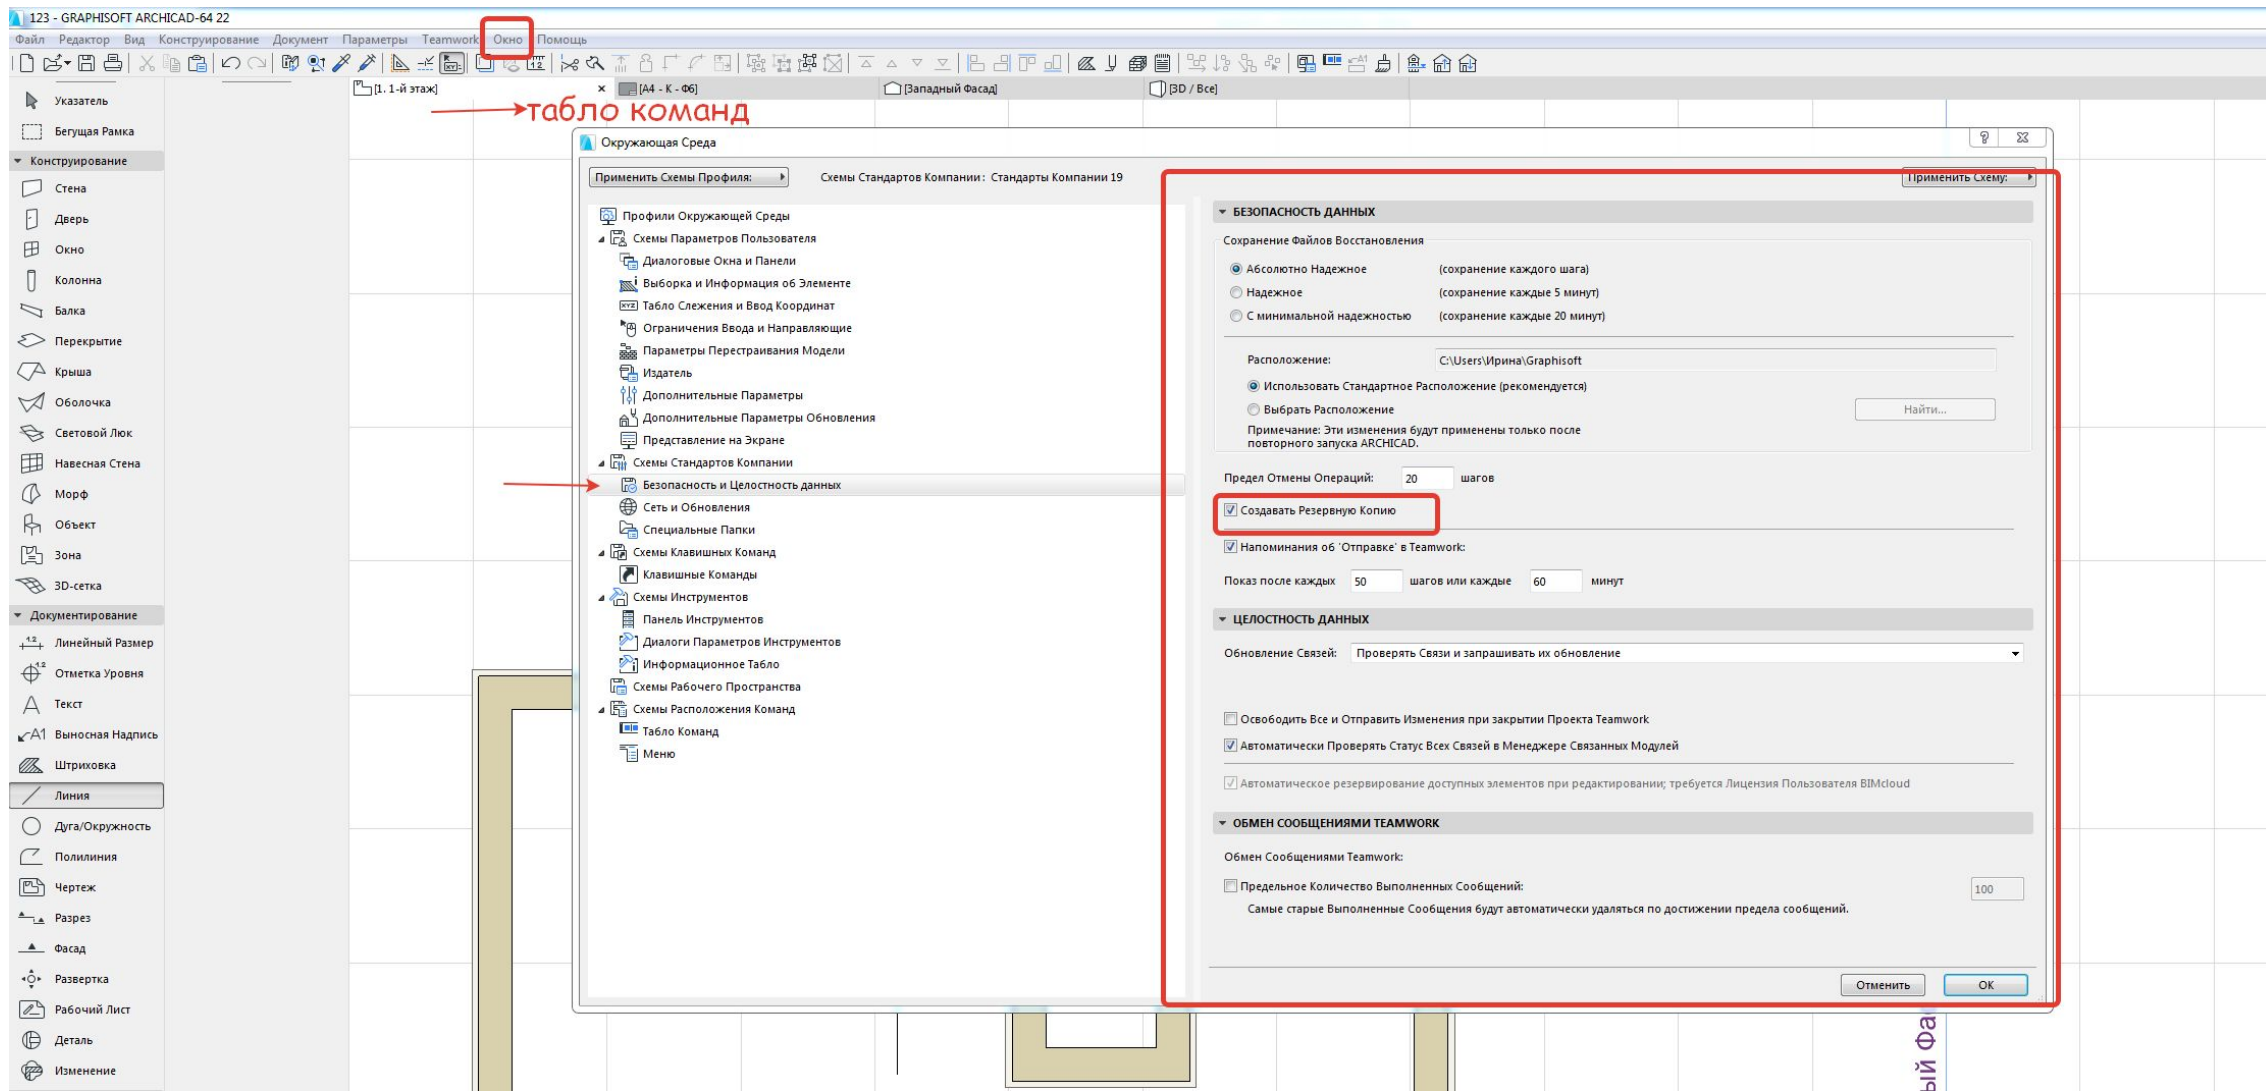 123 - GRAPHISOFT ARCHICAD-64 22
Файл Редактор Вид Конструирование Документ Параметры Teamwork Окно Помощь
[1. 1-й этаж]
[A4 - К - Ф6]
[Западный Фасад]
[3D / Все]
табло команд
Указатель
Бегущая Рамка
Конструирование
Стена
Дверь
Окно
Колонна
Балка
Перекрытие
Крыша
Оболочка
Световой Люк
Навесная Стена
Морф
Объект
Зона
3D-сетка
Документирование
Линейный Размер
Отметка Уровня
Текст
Выносная Надпись
Штриховка
Линия
Дуга/Окружность
Полилиния
Чертеж
Разрез
Фасад
Развертка
Рабочий Лист
Деталь
Изменение
Окружающая Среда
Применить Схемы Профиля:
Схемы Стандартов Компании: Стандарты Компании 19
Применить Схему:
Профили Окружающей Среды
Схемы Параметров Пользователя
Диалоговые Окна и Панели
Выборка и Информация об Элементе
Табло Слежения и Ввод Координат
Ограничения Ввода и Направляющие
Параметры Перестраивания Модели
Издатель
Дополнительные Параметры
Дополнительные Параметры Обновления
Представление на Экране
Схемы Стандартов Компании
Безопасность и Целостность данных
Сеть и Обновления
Специальные Папки
Схемы Клавишных Команд
Клавишные Команды
Схемы Инструментов
Панель Инструментов
Диалоги Параметров Инструментов
Информационное Табло
Схемы Рабочего Пространства
Схемы Расположения Команд
Табло Команд
Меню
БЕЗОПАСНОСТЬ ДАННЫХ
Сохранение Файлов Восстановления
Абсолютно Надежное (сохранение каждого шага)
Надежное (сохранение каждые 5 минут)
С минимальной надежностью (сохранение каждые 20 минут)
Расположение: C:\Users\Ирина\Graphisoft
Использовать Стандартное Расположение (рекомендуется)
Выбрать Расположение
Найти...
Примечание: Эти изменения будут применены только после
повторного запуска ARCHICAD.
Предел Отмены Операций: 20 шагов
Создавать Резервную Копию
Напоминания об 'Отправке' в Teamwork:
Показ после каждых 50 шагов или каждые 60 минут
ЦЕЛОСТНОСТЬ ДАННЫХ
Обновление Связей: Проверять Связи и запрашивать их обновление
Освободить Все и Отправить Изменения при закрытии Проекта Teamwork
Автоматически Проверять Статус Всех Связей в Менеджере Связанных Модулей
Автоматическое резервирование доступных элементов при редактировании; требуется Лицензия Пользователя BIMcloud
ОБМЕН СООБЩЕНИЯМИ TEAMWORK
Обмен Сообщениями Teamwork:
Предельное Количество Выполненных Сообщений: 100
Самые старые Выполненные Сообщения будут автоматически удаляться по достижении предела сообщений.
Отменить
OK
ый Фа